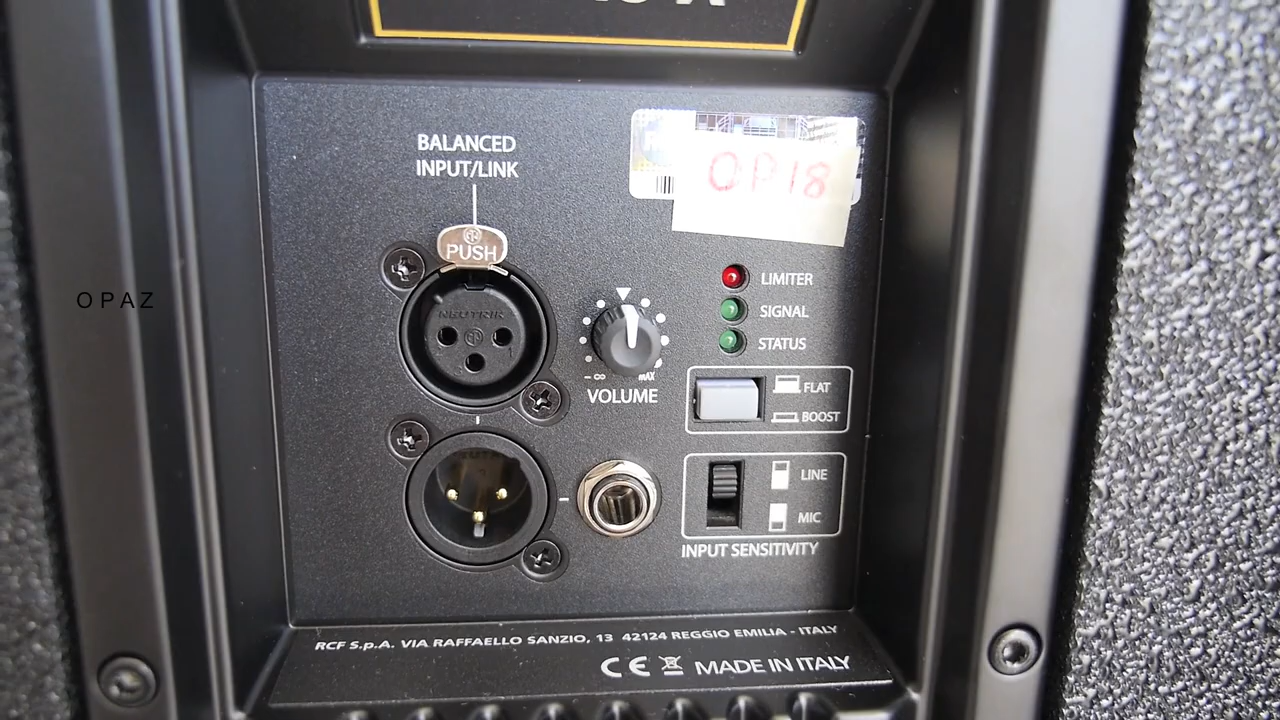 BALANCED
INPUT/LINK
PUSH
NEUTRIK
OP18
LIMITER
SIGNAL
STATUS
- ∞
MAX
VOLUME
FLAT
BOOST
LINE
MIC
INPUT SENSITIVITY
OPAZ
RCF S.p.A. VIA RAFFAELLO SANZIO, 13 42124 REGGIO EMILIA - ITALY
CE MADE IN ITALY